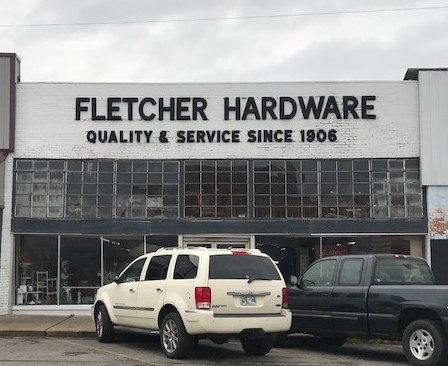 FLETCHER HARDWARE
QUALITY & SERVICE SINCE 1906